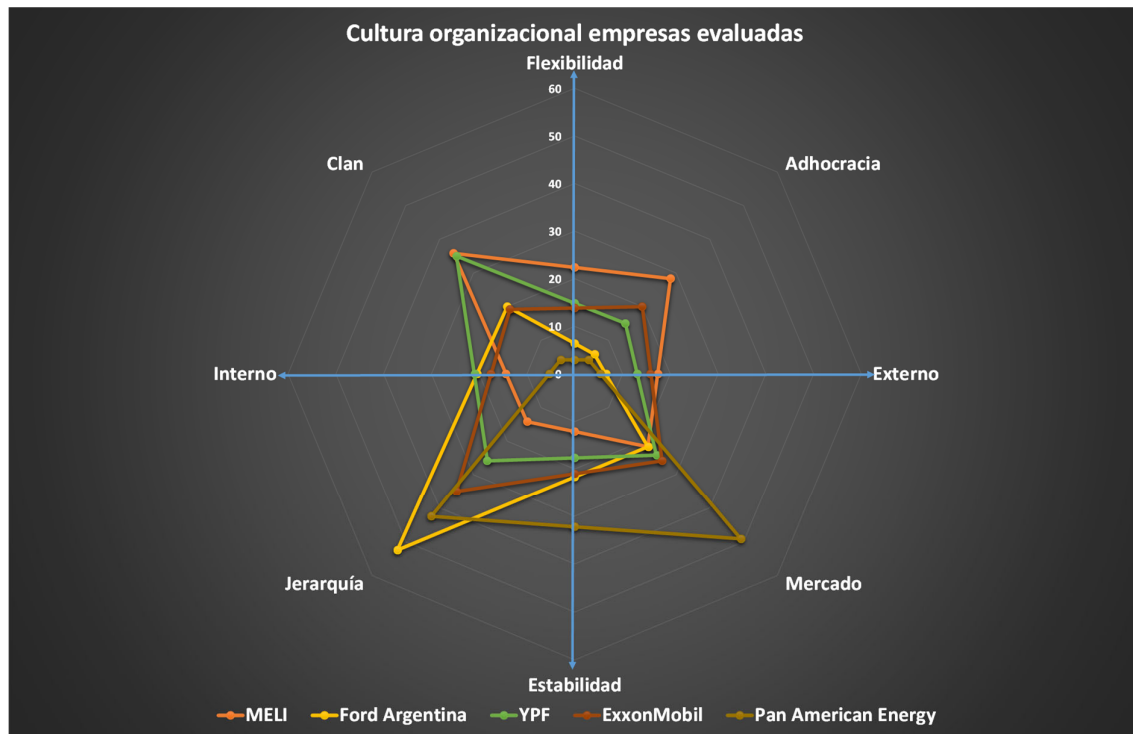 Cultura organizacional empresas evaluadas
Flexibilidad
60
50
40
30
20
10
0
Clan
Adhocracia
Interno
Externo
Jerarquía
Mercado
Estabilidad
MELI Ford Argentina YPF ExxonMobil Pan American Energy